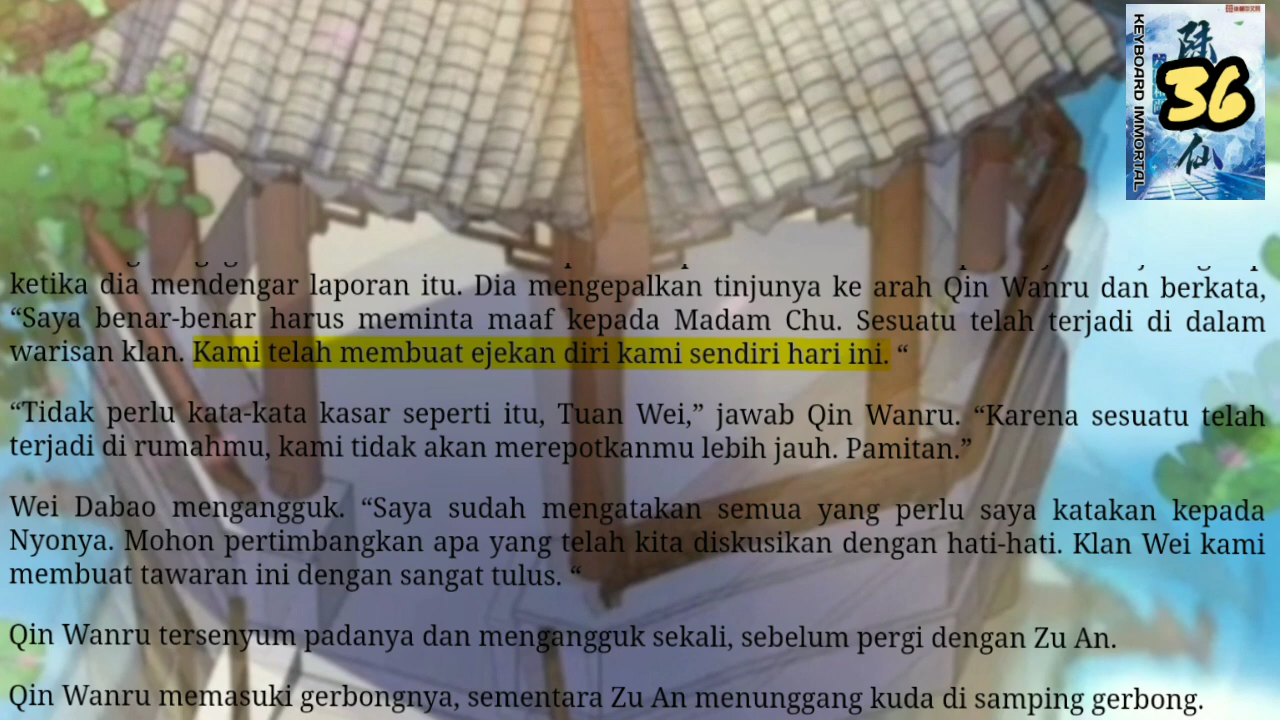 KEYBOARD IMMORTAL
陸
仙
36
ketika dia mendengar laporan itu. Dia mengepalkan tinjunya ke arah Qin Wanru dan berkata,
“Saya benar-benar harus meminta maaf kepada Madam Chu. Sesuatu telah terjadi di dalam
warisan klan. Kami telah membuat ejekan diri kami sendiri hari ini. “
“Tidak perlu kata-kata kasar seperti itu, Tuan Wei,” jawab Qin Wanru. “Karena sesuatu telah
terjadi di rumahmu, kami tidak akan merepotkanmu lebih jauh. Pamitan.”
Wei Dabao mengangguk. “Saya sudah mengatakan semua yang perlu saya katakan kepada
Nyonya. Mohon pertimbangkan apa yang telah kita diskusikan dengan hati-hati. Klan Wei kami
membuat tawaran ini dengan sangat tulus. “
Qin Wanru tersenyum padanya dan mengangguk sekali, sebelum pergi dengan Zu An.
Qin Wanru memasuki gerbongnya, sementara Zu An menunggang kuda di samping gerbong.